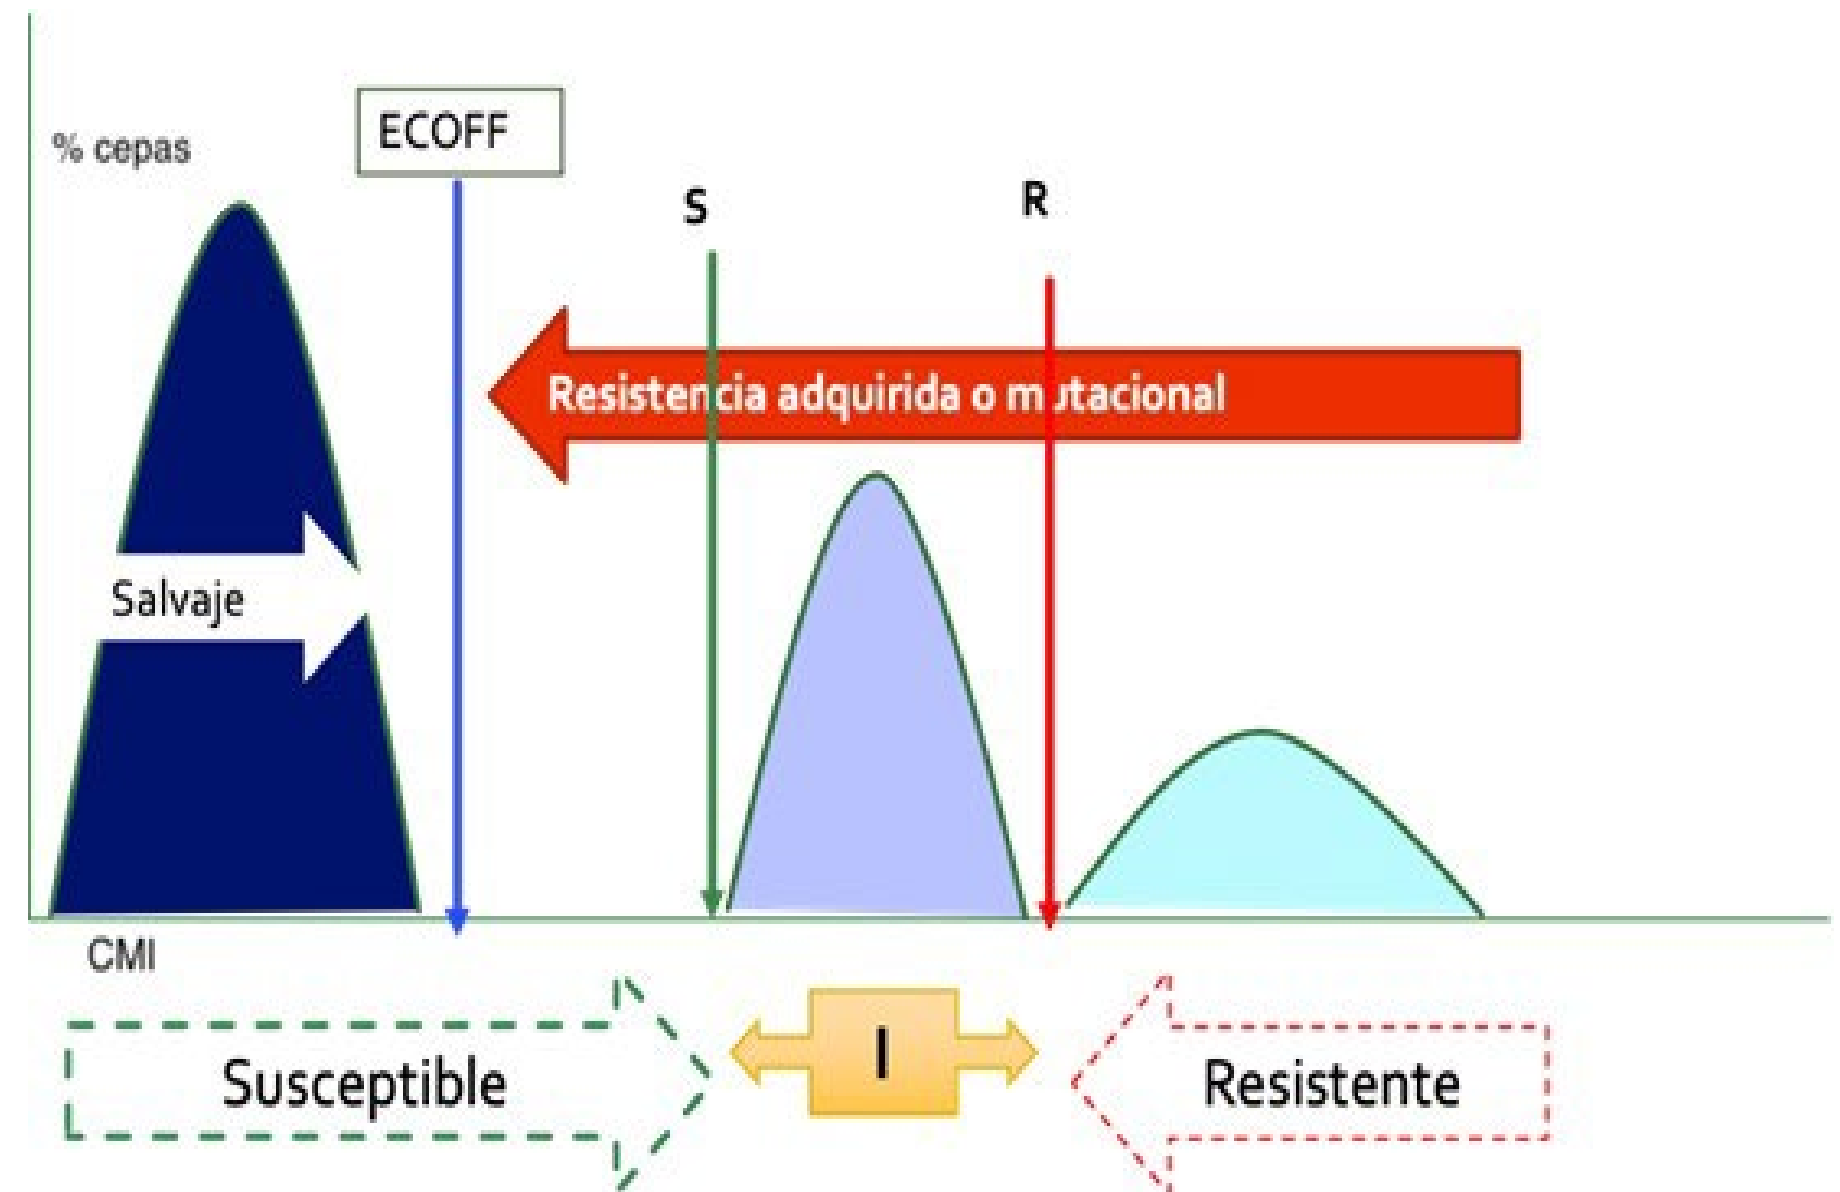 ECOFF
% cepas
S
R
Resistencia adquirida o mutacional
Salvaje
CMI
Susceptible
I
Resistente